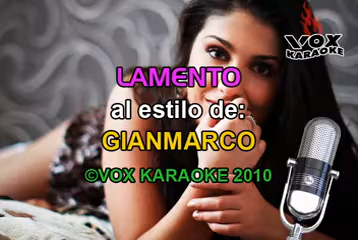 VOX
KARAOKE
LAMENTO
al estilo de:
GIANMARCO
©VOX KARAOKE 2010